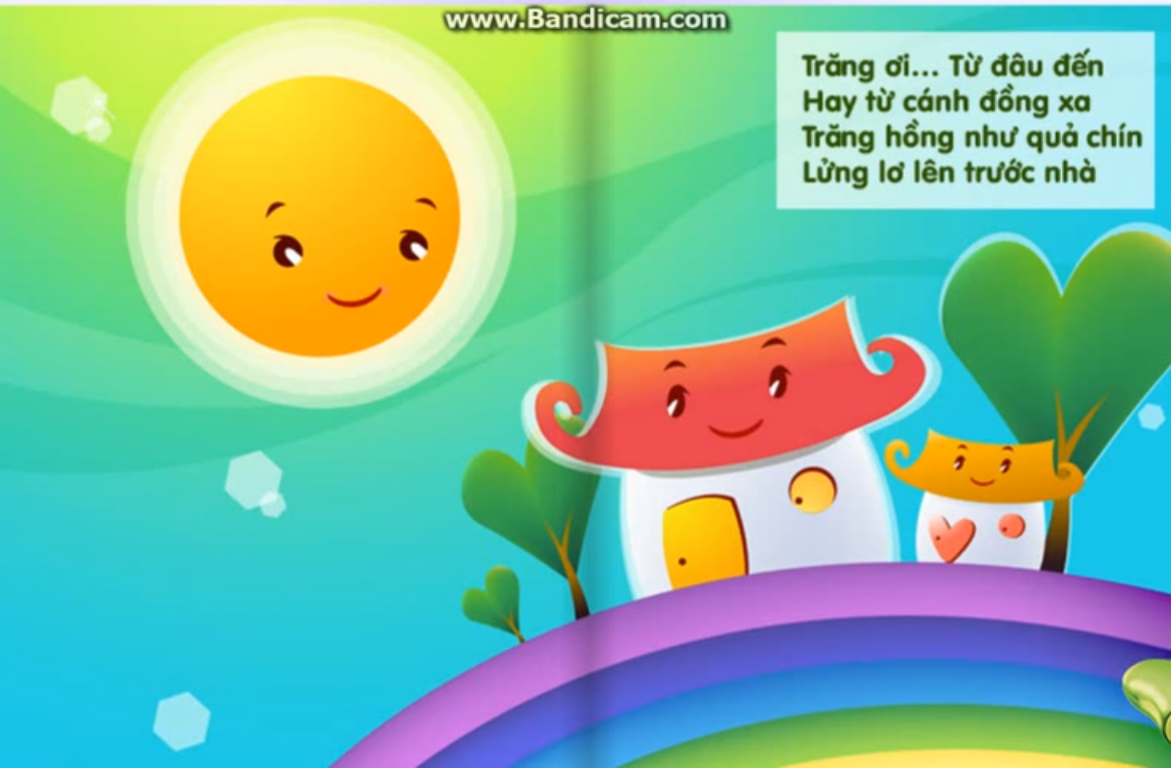 www.Bandicam.com
Trăng ơi... Từ đâu đến
Hay từ cánh đồng xa
Trăng hồng như quả chín
Lửng lơ lên trước nhà